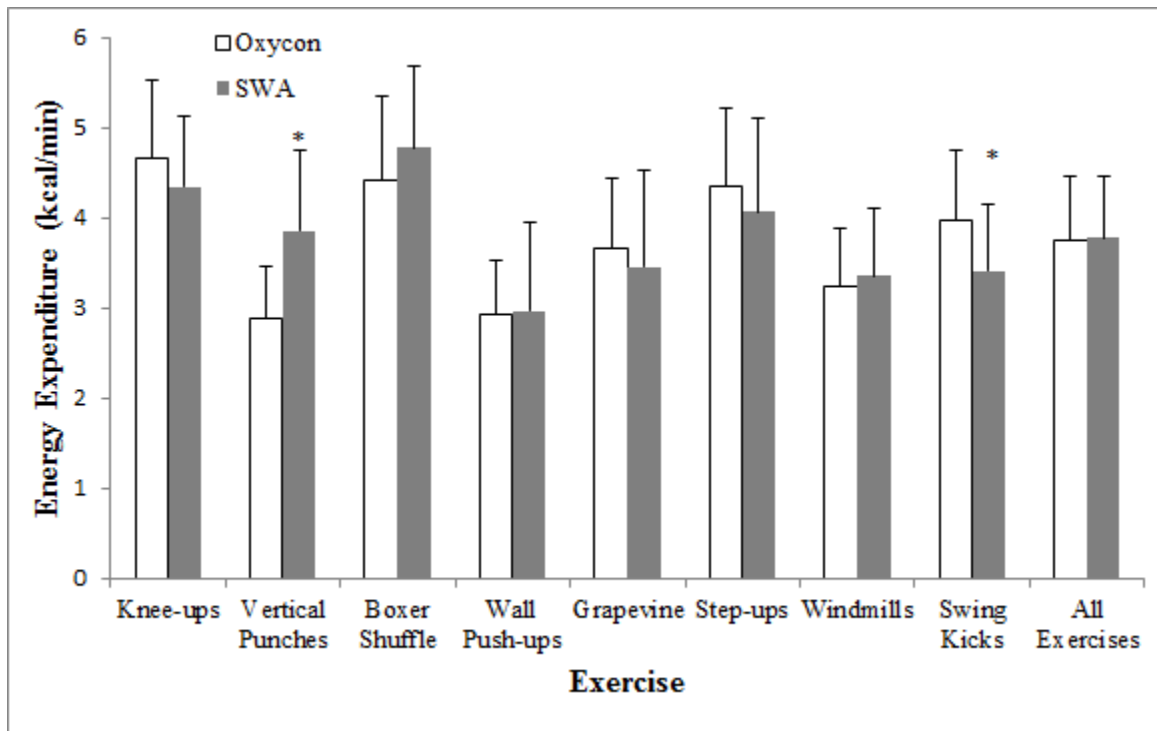 Oxycon
SWA
Energy Expenditure (kcal/min)
6
5
4
3
2
1
0
*
*
Knee-ups
Vertical
Punches
Boxer
Shuffle
Wall
Push-ups
Grapevine
Step-ups
Windmills
Swing
Kicks
All
Exercises
Exercise